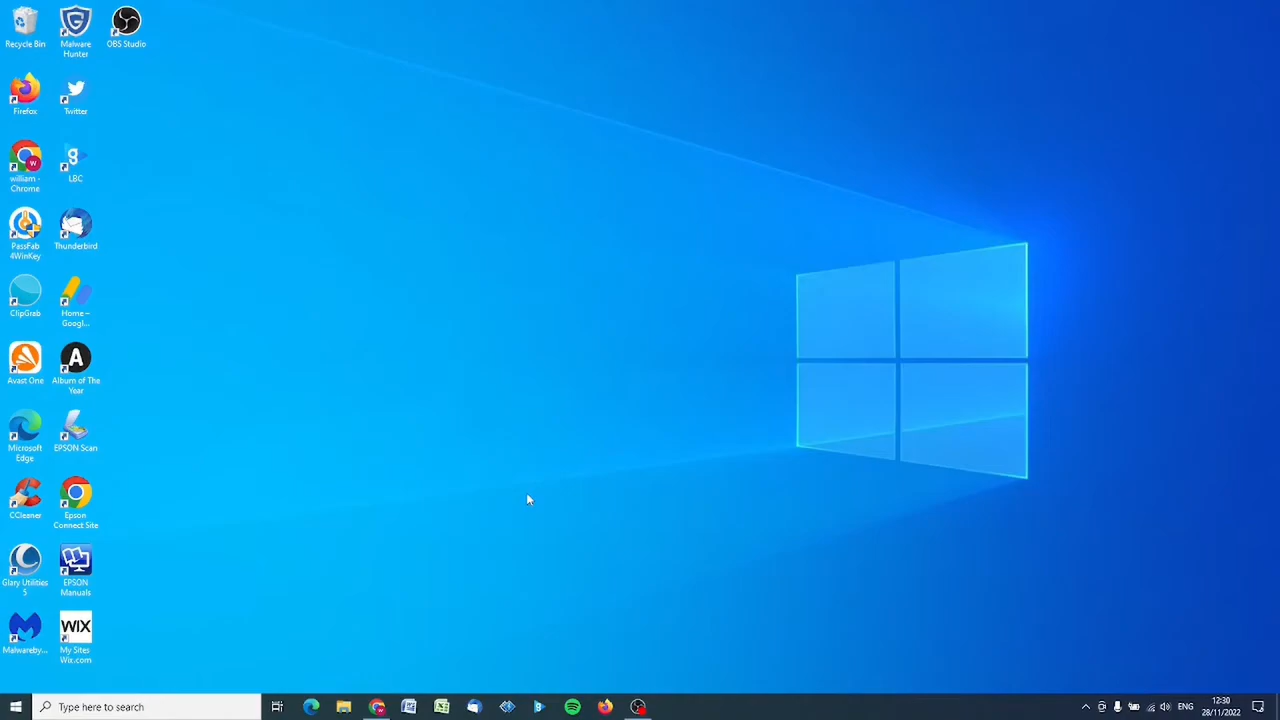 Recycle Bin
Malware
Hunter
OBS Studio
Firefox
Twitter
william -
Chrome
LBC
PassFab
4WinKey
Thunderbird
ClipGrab
Home –
Googl...
Avast One
Album of The
Year
Microsoft
Edge
EPSON Scan
CCleaner
Epson
Connect Site
Glary Utilities
5
EPSON
Manuals
Malwareby...
WIX
My Sites
Wix.com
Type here to search
ENG
12:30
28/11/2022